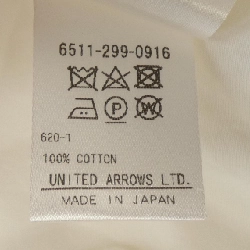 6511-299-0916
620-1
100% COTTON
UNITED ARROWS LTD.
MADE IN JAPAN